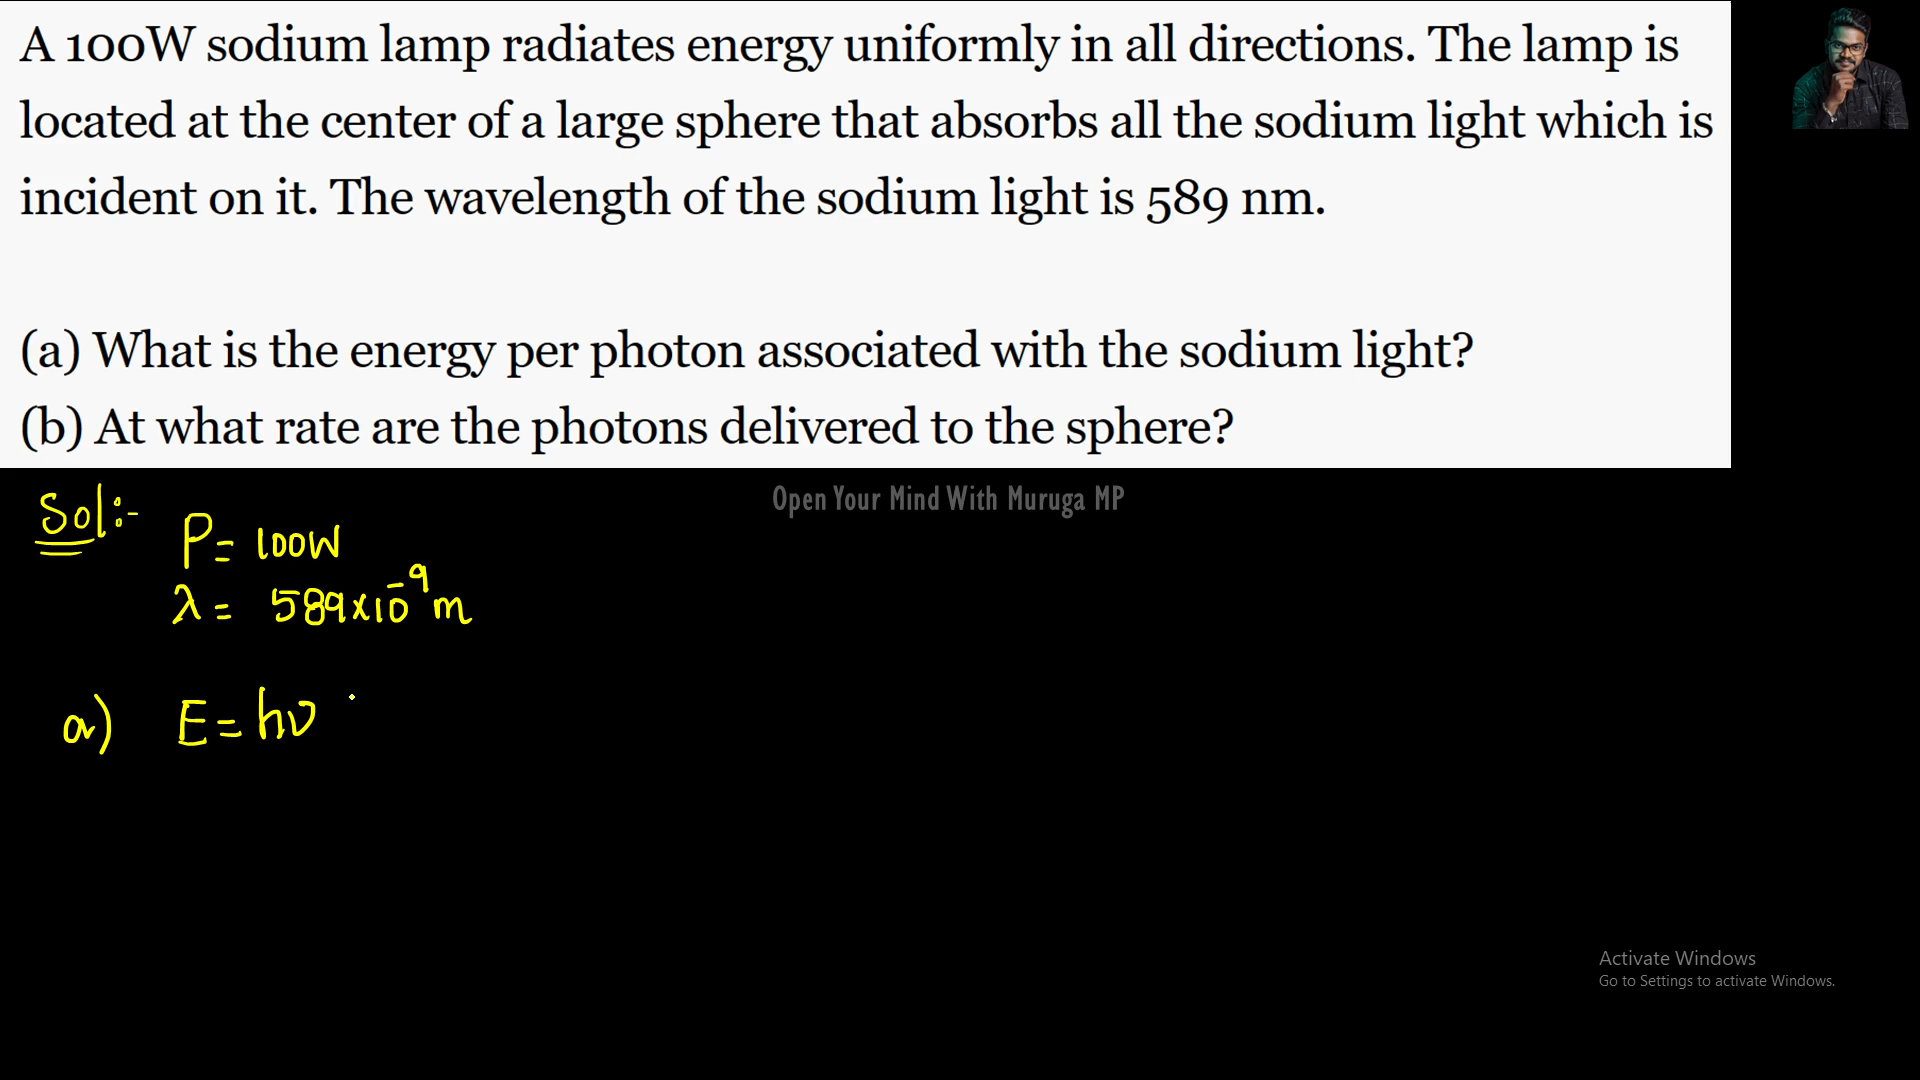 A 100W sodium lamp radiates energy uniformly in all directions. The lamp is
located at the center of a large sphere that absorbs all the sodium light which is
incident on it. The wavelength of the sodium light is 589 nm.
(a) What is the energy per photon associated with the sodium light?
(b) At what rate are the photons delivered to the sphere?
Open Your Mind With Muruga MP
Sol:-
P = 100W
λ = 589×10⁻⁹ m
a) E = hυ
Activate Windows
Go to Settings to activate Windows.